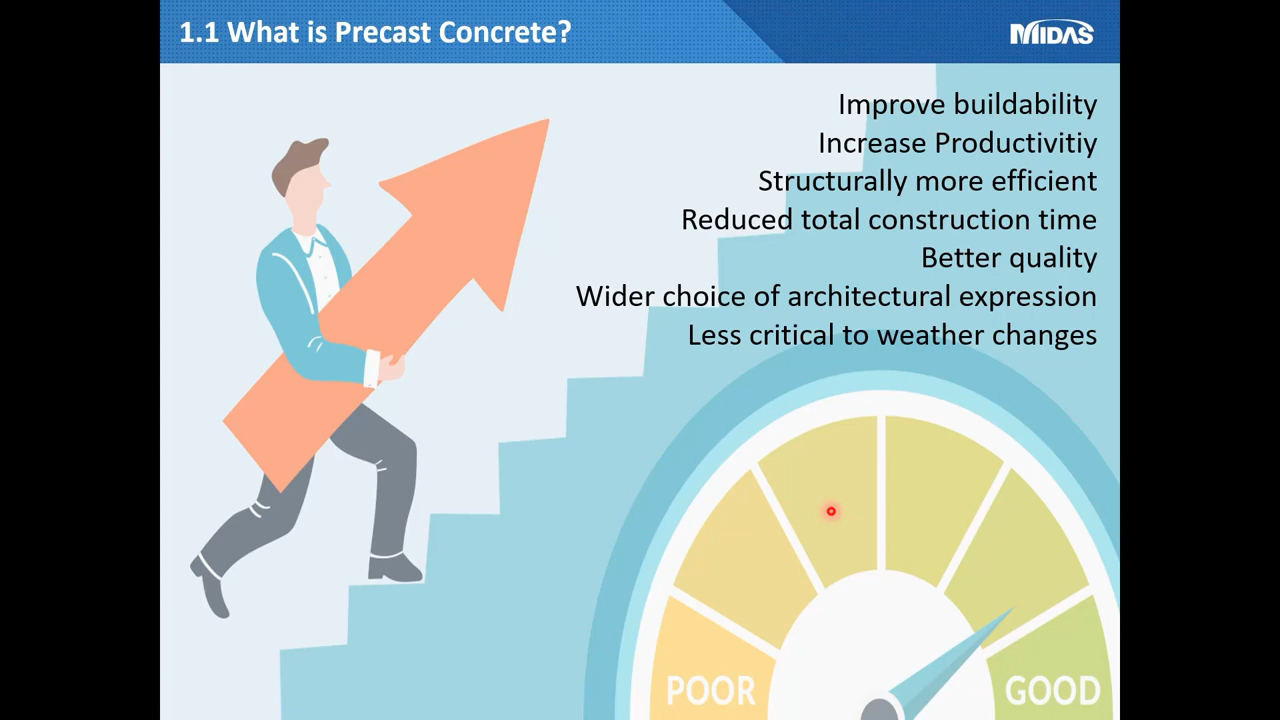 1.1 What is Precast Concrete?
MIDAS
Improve buildability
Increase Productivitiy
Structurally more efficient
Reduced total construction time
Better quality
Wider choice of architectural expression
Less critical to weather changes
POOR
GOOD